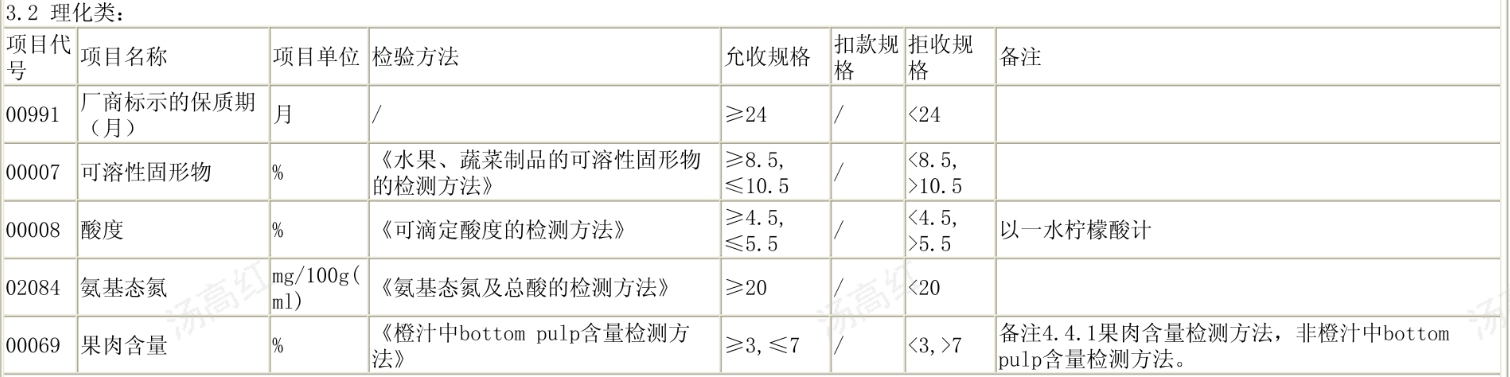 3.2 理化类:
项目代号 项目名称 项目单位 检验方法 允收规格 扣款规格 拒收规格 备注
00991 厂商标示的保质期（月） 月 / ≥24 / <24
00007 可溶性固形物 % 《水果、蔬菜制品的可溶性固形物的检测方法》 ≥8.5, ≤10.5 / <8.5, >10.5
00008 酸度 % 《可滴定酸度的检测方法》 ≥4.5, ≤5.5 / <4.5, >5.5 以一水柠檬酸计
02084 氨基态氮 mg/100g(ml) 《氨基态氮及总酸的检测方法》 ≥20 / <20
00069 果肉含量 % 《橙汁中bottom pulp含量检测方法》 ≥3,≤7 / <3,>7 备注4.4.1果肉含量检测方法，非橙汁中bottom pulp含量检测方法。
汤高红
汤高红
汤